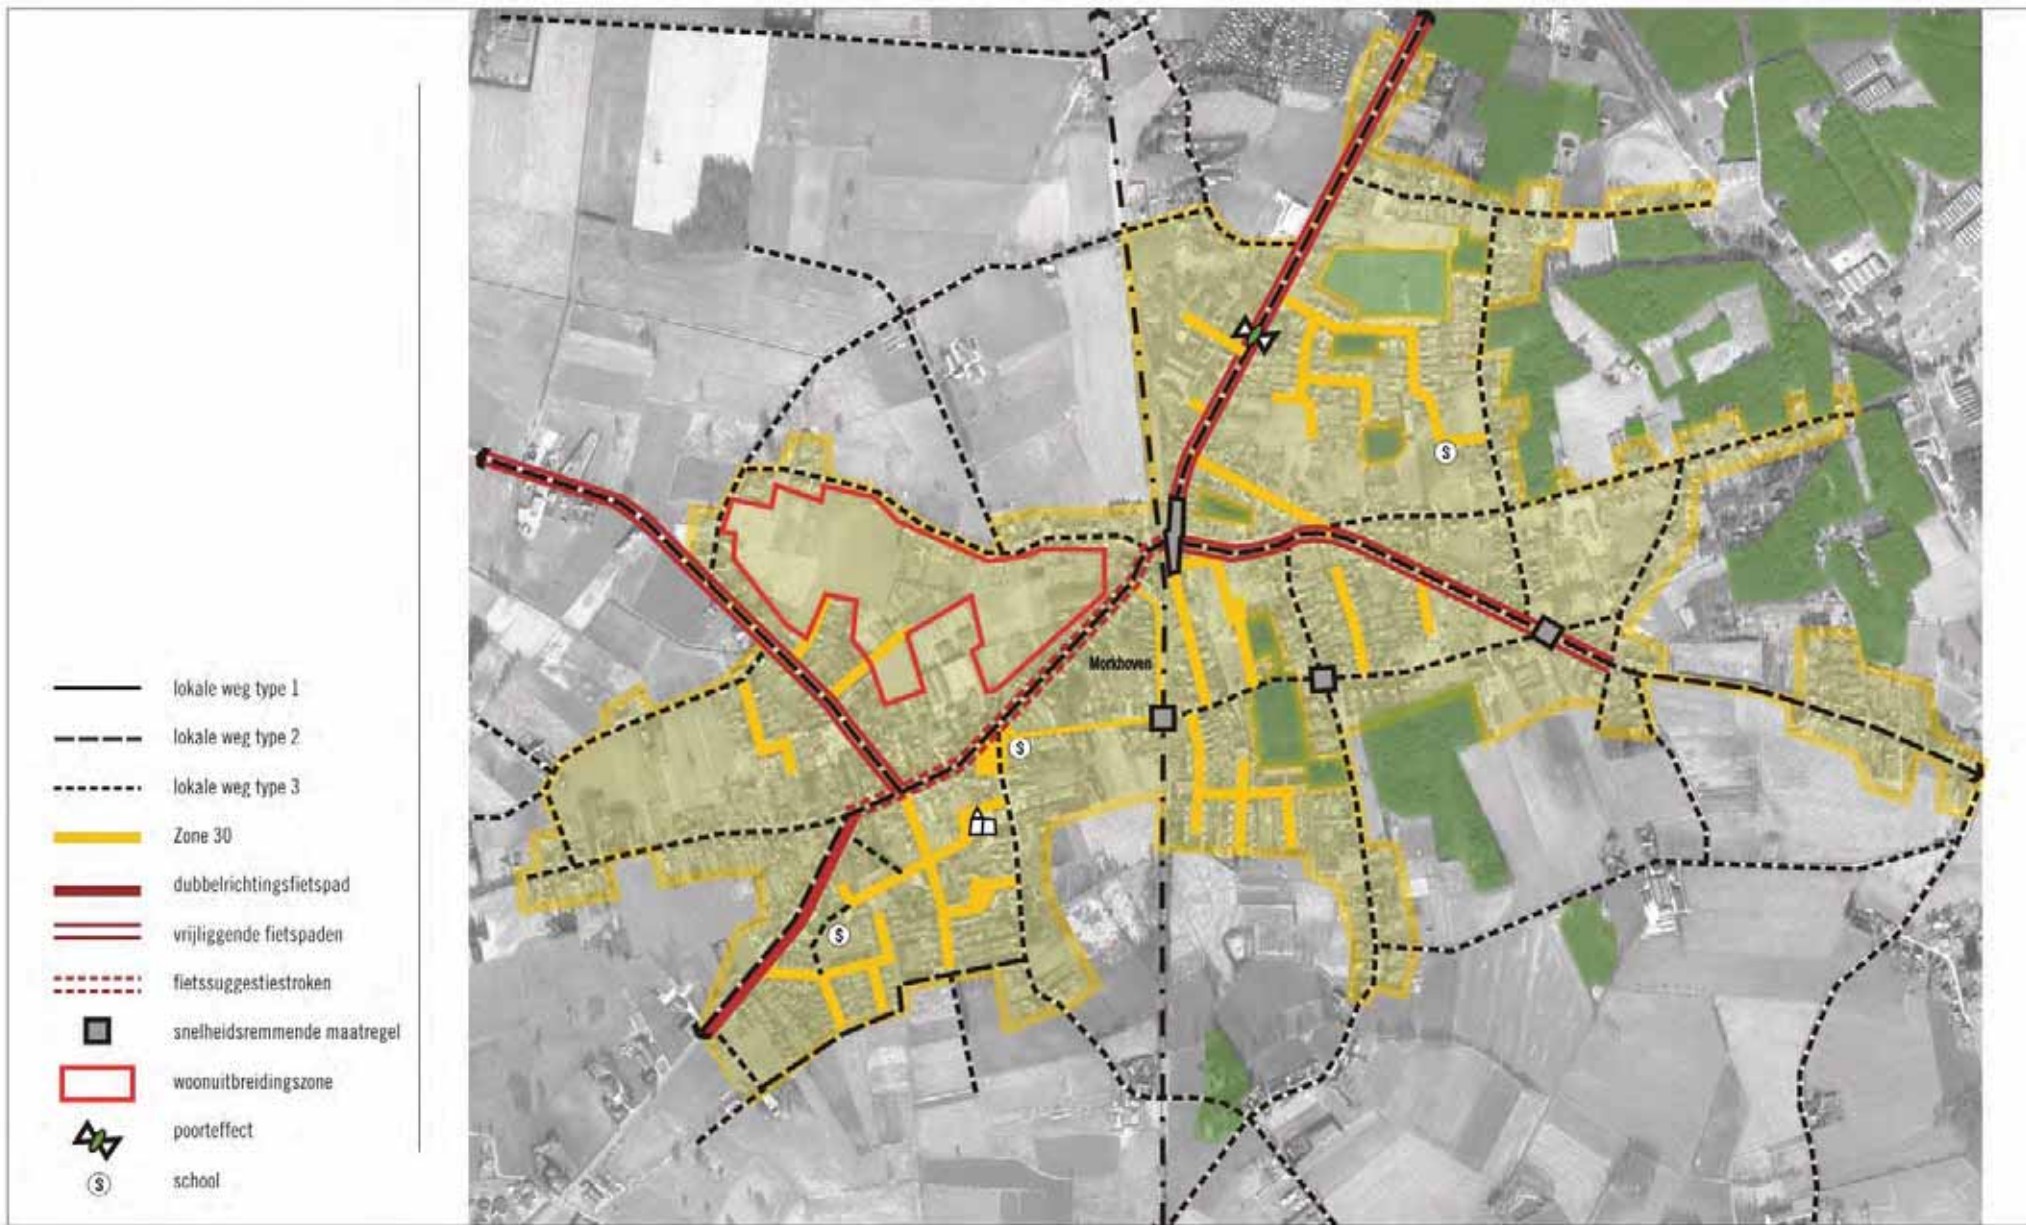 lokale weg type 1
lokale weg type 2
lokale weg type 3
Zone 30
dubbelrichtingsfietspad
vrijliggende fietspaden
fietssuggestiestroken
snelheidsremmende maatregel
woonuitbreidingszone
poorteffect
S school
Morkhoven
S
S
S